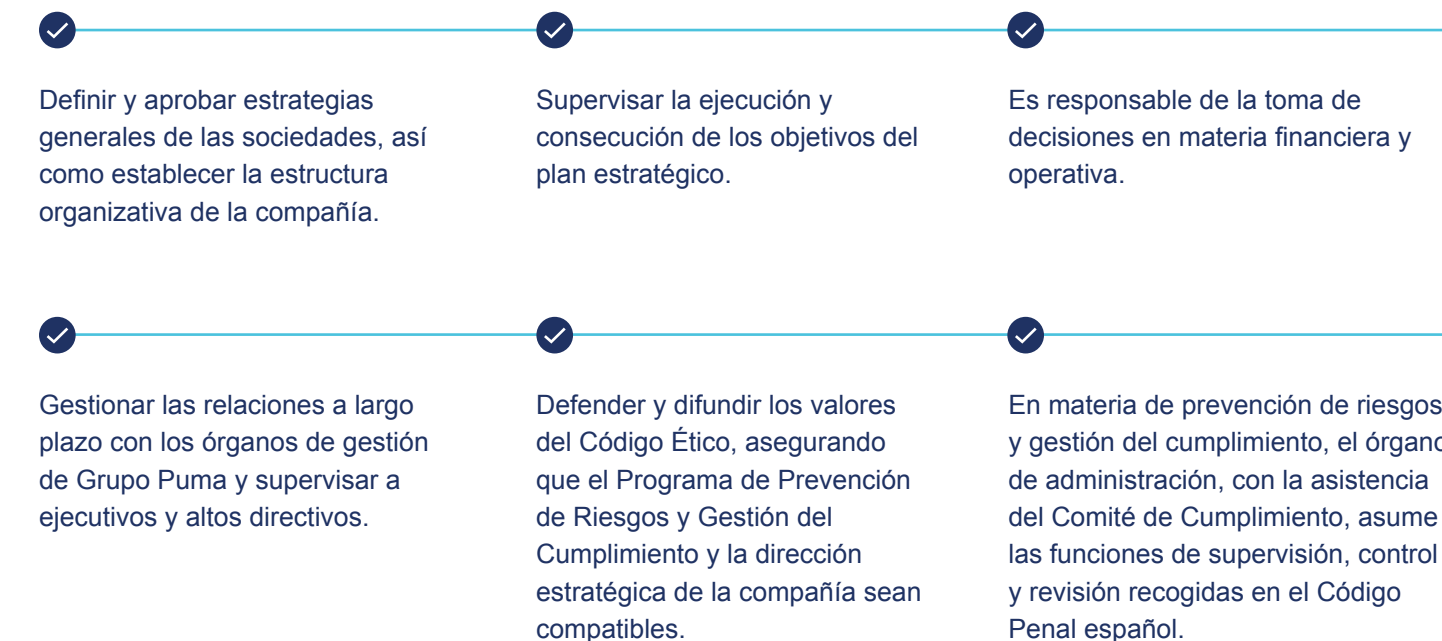 Definir y aprobar estrategias
generales de las sociedades, así
como establecer la estructura
organizativa de la compañía.
Supervisar la ejecución y
consecución de los objetivos del
plan estratégico.
Es responsable de la toma de
decisiones en materia financiera y
operativa.
Gestionar las relaciones a largo
plazo con los órganos de gestión
de Grupo Puma y supervisar a
ejecutivos y altos directivos.
Defender y difundir los valores
del Código Ético, asegurando
que el Programa de Prevención
de Riesgos y Gestión del
Cumplimiento y la dirección
estratégica de la compañía sean
compatibles.
En materia de prevención de riesgos
y gestión del cumplimiento, el órgano
de administración, con la asistencia
del Comité de Cumplimiento, asume
las funciones de supervisión, control
y revisión recogidas en el Código
Penal español.